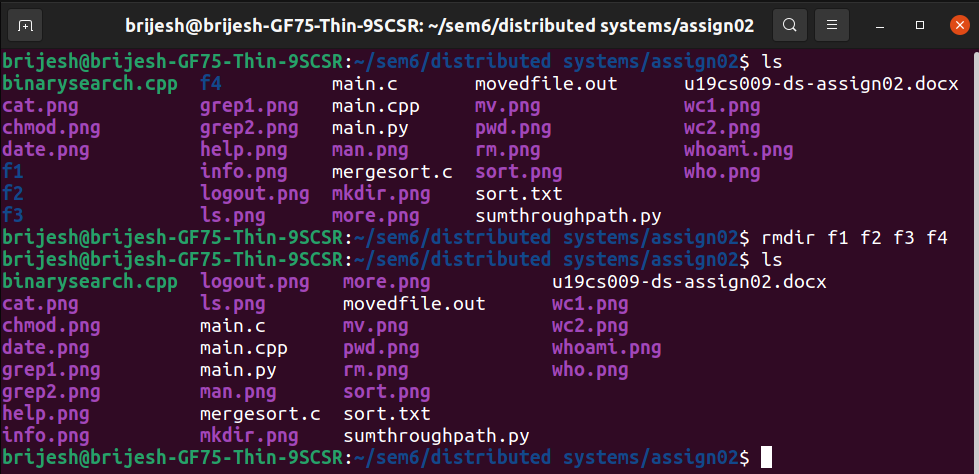 brijesh@brijesh-GF75-Thin-9SCSR: ~/sem6/distributed systems/assign02
brijesh@brijesh-GF75-Thin-9SCSR:~/sem6/distributed systems/assign02$ ls
binarysearch.cpp f4 main.c movedfile.out u19cs009-ds-assign02.docx
cat.png grep1.png main.cpp mv.png wc1.png
chmod.png grep2.png main.py pwd.png wc2.png
date.png help.png man.png rm.png whoami.png
f1 info.png mergesort.c sort.png who.png
f2 logout.png mkdir.png sort.txt
f3 ls.png more.png sumthroughpath.py
brijesh@brijesh-GF75-Thin-9SCSR:~/sem6/distributed systems/assign02$ rmdir f1 f2 f3 f4
brijesh@brijesh-GF75-Thin-9SCSR:~/sem6/distributed systems/assign02$ ls
binarysearch.cpp logout.png more.png u19cs009-ds-assign02.docx
cat.png ls.png movedfile.out wc1.png
chmod.png main.c mv.png wc2.png
date.png main.cpp pwd.png whoami.png
grep1.png main.py rm.png who.png
grep2.png man.png sort.png
help.png mergesort.c sort.txt
info.png mkdir.png sumthroughpath.py
brijesh@brijesh-GF75-Thin-9SCSR:~/sem6/distributed systems/assign02$